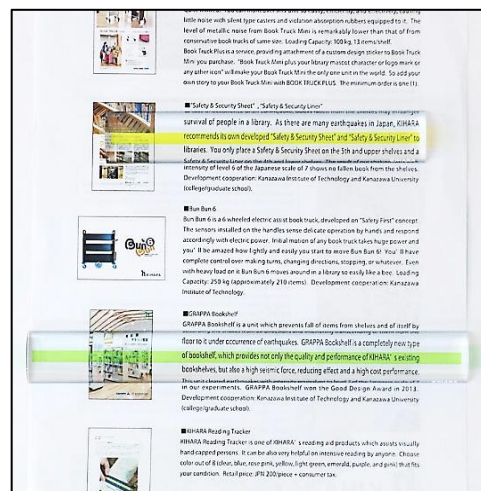 little noise with silent type casters and violation absorption rubbers equipped to it. The
level of metallic noise from Book Truck Mini is remarkably lower than that of from
conservative book trucks of same size. Loading Capacity: 100kg, 13 items/shelf.
Book Truck Plus is a service, providing attachment of a custom design sticker to Book Truck
Mini you purchase. "Book Truck Mini plus your library mascot character or logo mark or
any other icon" will make your Book Truck Mini the only one unit in the world. So add your
own story to your Book Truck Mini with BOOK TRUCK PLUS. The minimum order is one (1).
■"Safety & Security Sheet", "Safety & Security Liner"
survival of people in a library. As there are many earthquakes in Japan, KIHARA
recommends its own developed "Safety & Security Sheet" and "Safety & Security Liner" to
libraries. You only place a Safety & Security Sheet on the 5th and upper shelves and a
Safety & Security Liner on the 4th and lower shelves.
intensity of level 6 of the Japanese scale of 7 shows no fallen book from the shelves.
Development cooperation: Kanazawa Institute of Technology and Kanazawa University
(college/graduate school).
■Bun Bun 6
Bun Bun 6 is a 6 wheeled electric assist book truck, developed on "Safety First" concept.
The sensors installed on the handles sense delicate operation by hands and respond
accordingly with electric power. Initial motion of any book truck takes huge power and
you' ll be amazed how lightly and easily you start to move Bun Bun 6! You' ll have
complete control over making turns, changing directions, stopping, or whatever. Even
with heavy load on it Bun Bun 6 moves around in a library to easily like a bee. Loading
Capacity: 250 kg (approximately 210 items). Development cooperation: Kanazawa
Institute of Technology.
Bun 6
KIHARA
■GRAPPA Bookshelf
GRAPPA Bookshelf is a unit which prevents fall of items from shelves and of itself by
floor to it under occurrence of earthquakes. GRAPPA Bookshelf is a completely new type
of bookshelf, which provides not only the quality and performance of KIHARA' s existing
bookshelves, but also a high seismic force, reducing effect and a high cost performance.
in our experiments. GRAPPA Bookshelf won the Good Design Award in 2013.
Development cooperation: Kanazawa Institute of Technology and Kanazawa University
(college/graduate school).
■KIHARA Reading Tracker
KIHARA Reading Tracker is one of KIHARA' s reading aid products which assists visually
handicapped persons. It can be also very helpful on intensive reading by anyone. Choose
color out of 8 (clear, blue, rose pink, yellow, light green, emerald, purple, and pink) that fits
your condition. Retail price: JPN 200/piece + consumer tax.